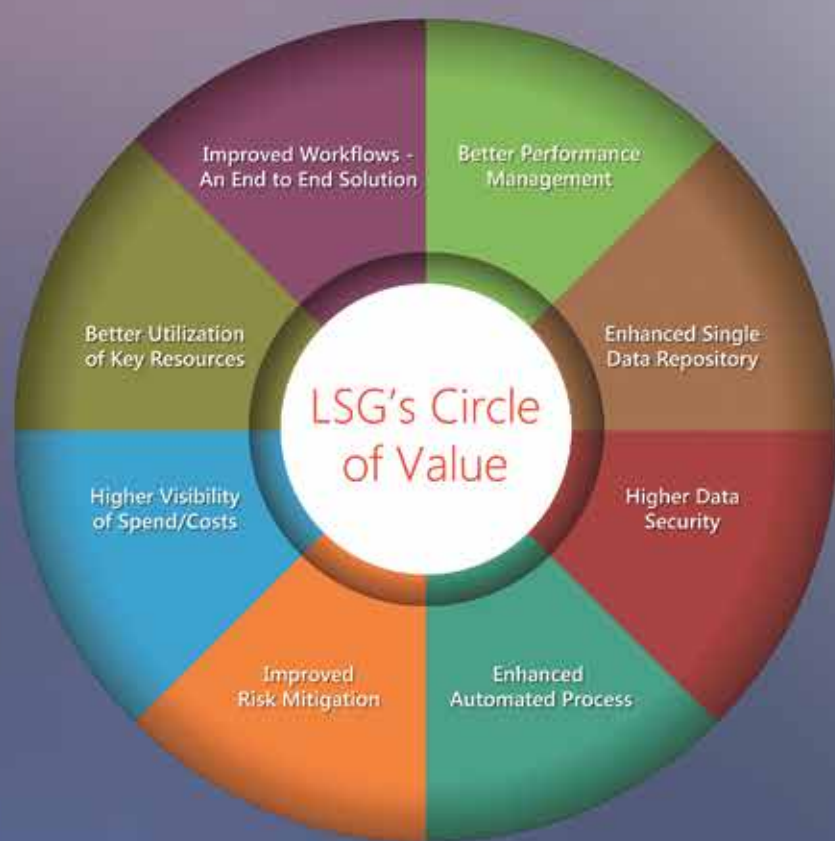 Improved Workflows -
An End to End Solution
Better Performance
Management
Better Utilization
of Key Resources
Enhanced Single
Data Repository
LSG's Circle
of Value
Higher Visibility
of Spend/Costs
Higher Data
Security
Improved
Risk Mitigation
Enhanced
Automated Process